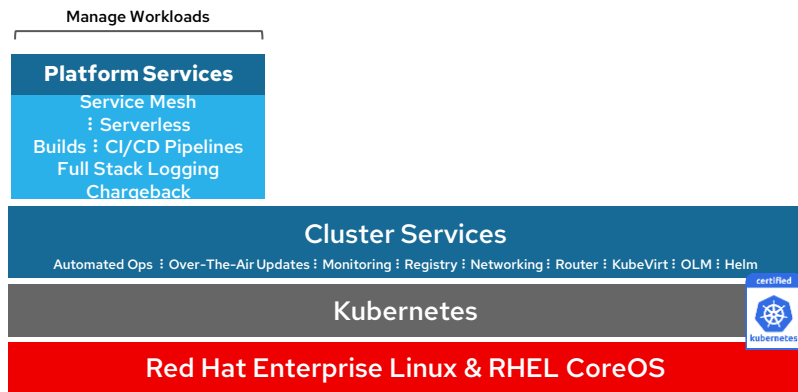 Manage Workloads
Platform Services
Service Mesh
⋮ Serverless
Builds ⋮ CI/CD Pipelines
Full Stack Logging
Chargeback
Cluster Services
Automated Ops ⋮ Over-The-Air Updates ⋮ Monitoring ⋮ Registry ⋮ Networking ⋮ Router ⋮ KubeVirt ⋮ OLM ⋮ Helm
certified
Kubernetes
kubernetes
Red Hat Enterprise Linux & RHEL CoreOS